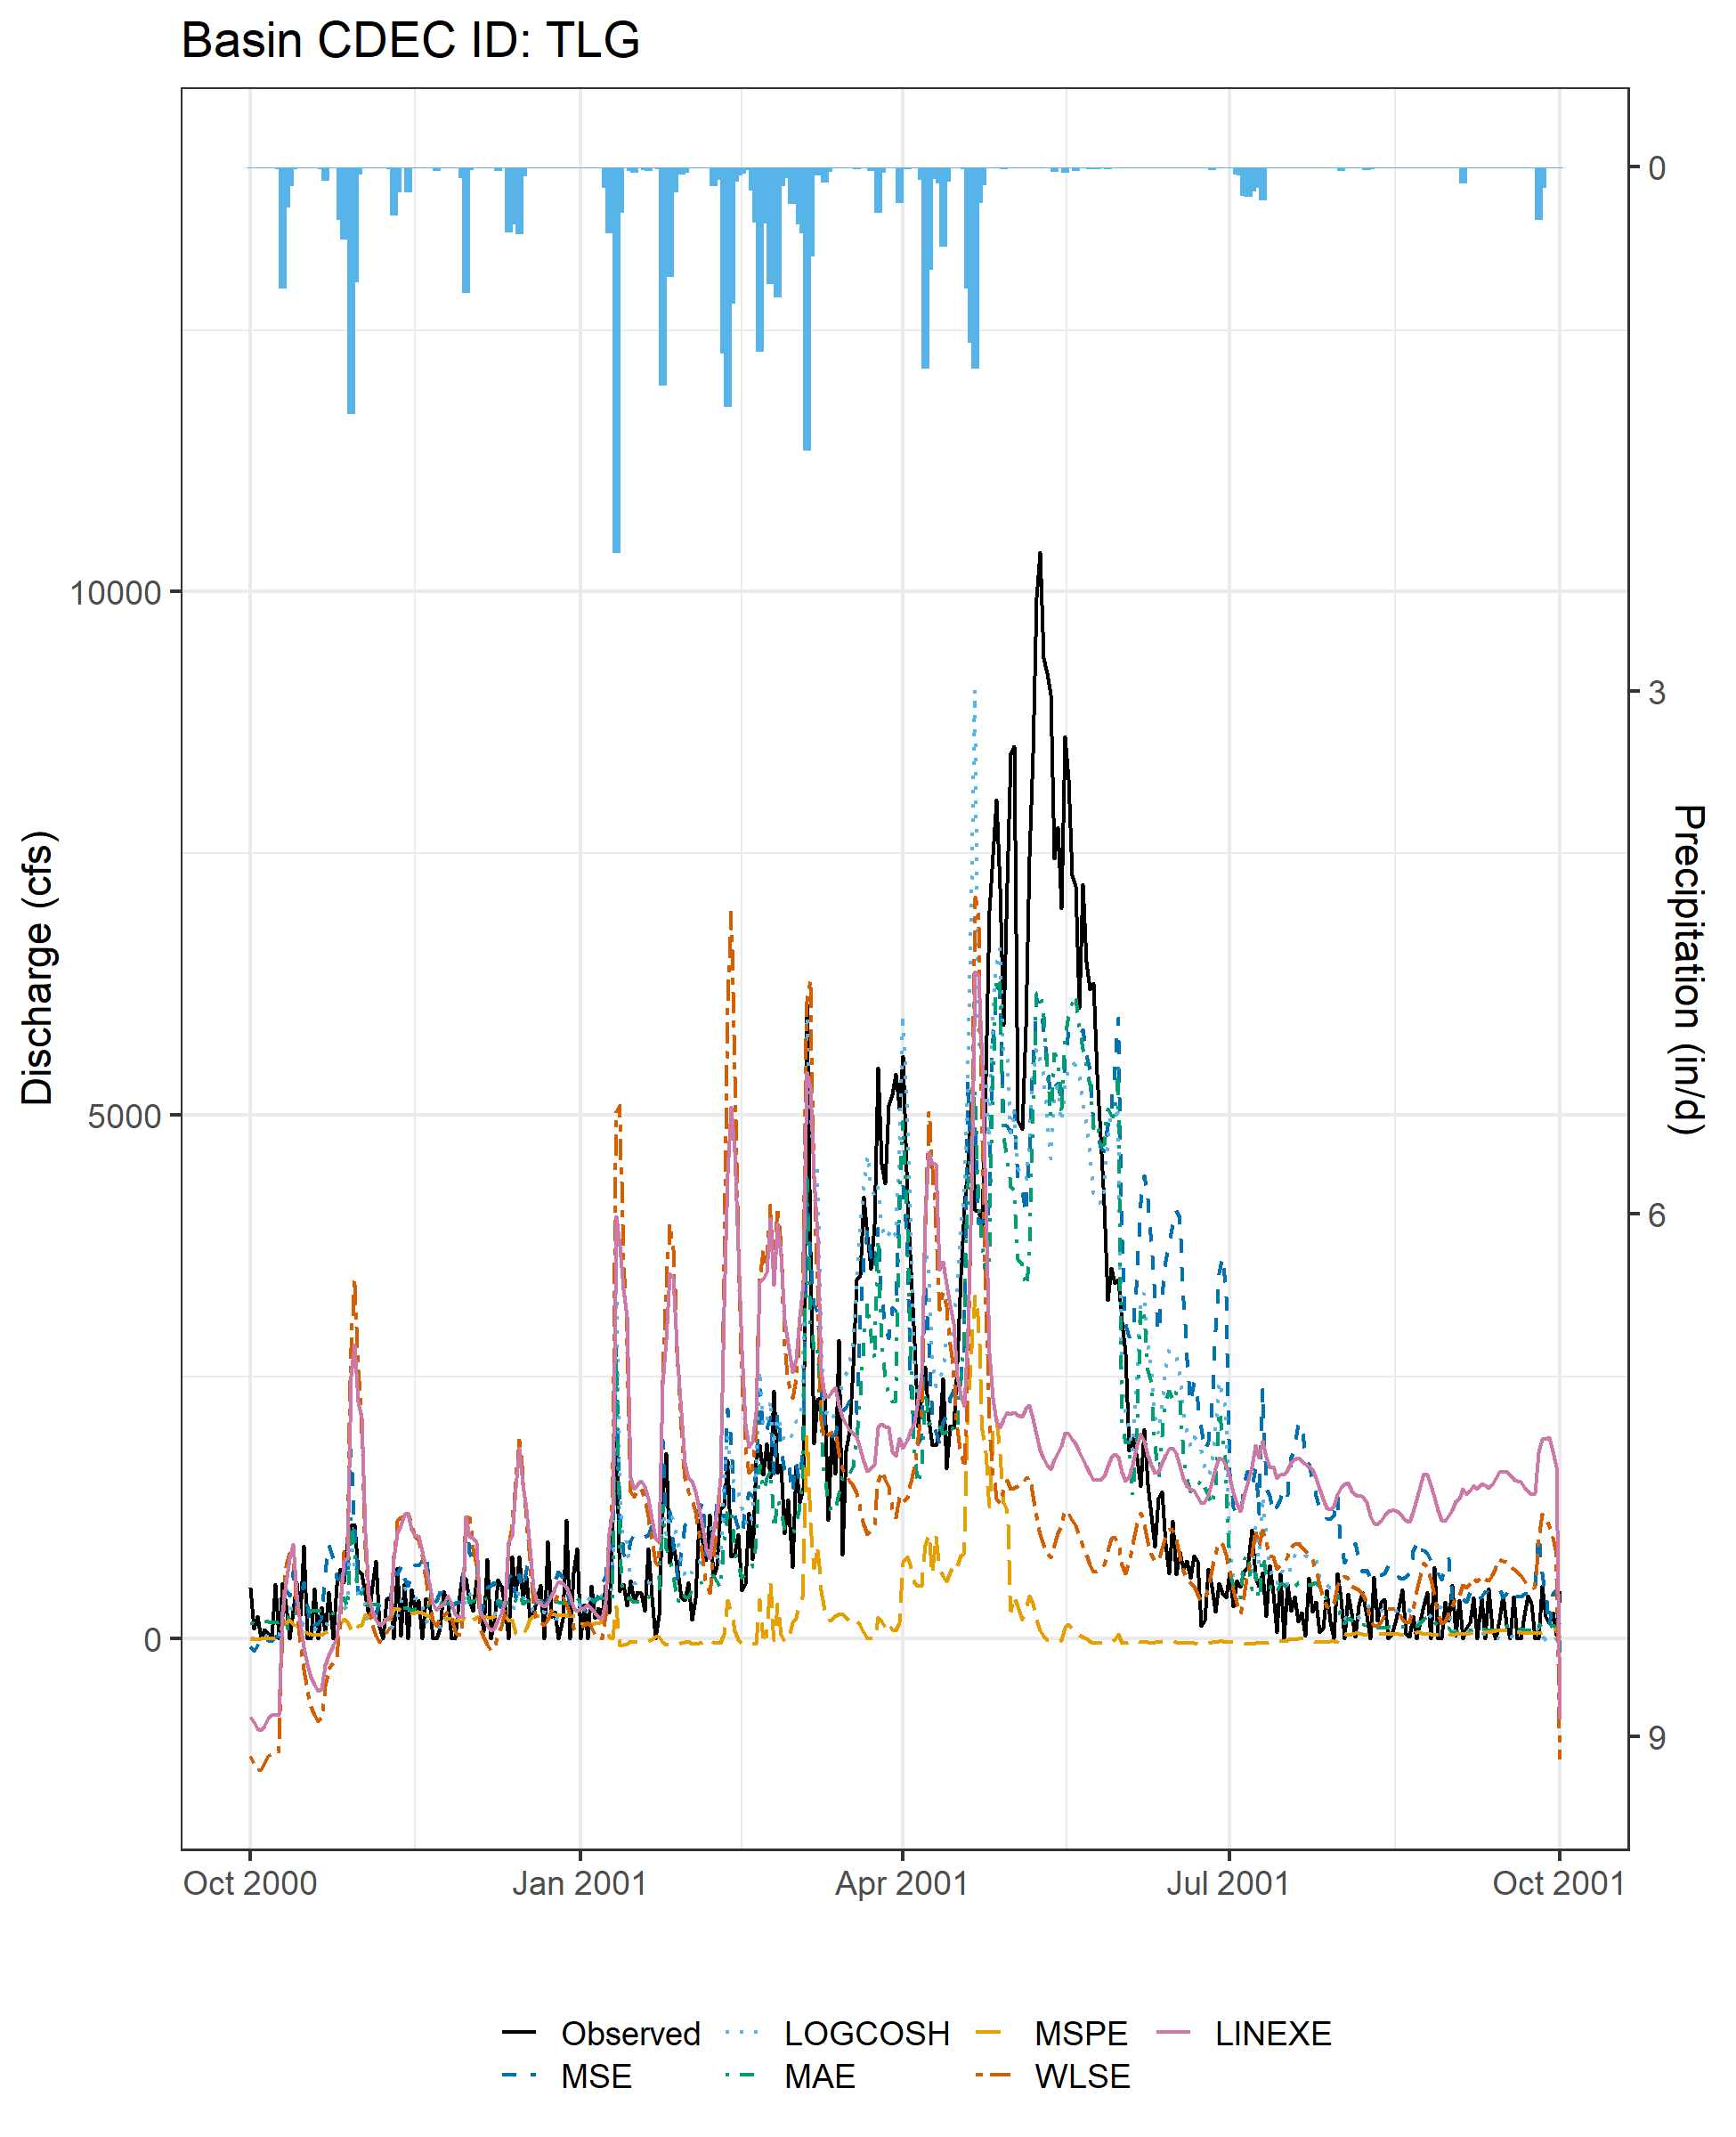 Basin CDEC ID: TLG
0
3
6
9
Precipitation (in/d)
10000
5000
0
Discharge (cfs)
Oct 2000 Jan 2001 Apr 2001 Jul 2001 Oct 2001
Observed LOGCOSH MSPE LINEXE
MSE MAE WLSE